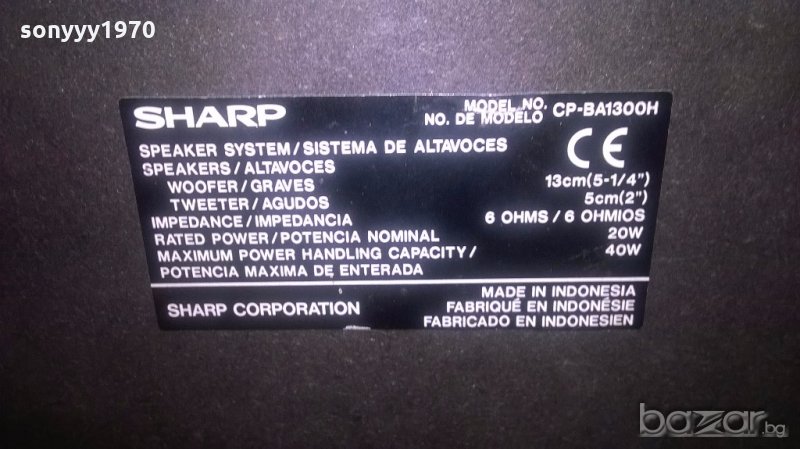 sonyyy1970
SHARP
MODEL NO.
NO. DE MODELO CP-BA1300H
SPEAKER SYSTEM/SISTEMA DE ALTAVOCES
CE
SPEAKERS/ALTAVOCES
WOOFER/GRAVES 13cm(5-1/4")
TWEETER/AGUDOS 5cm(2")
IMPEDANCE/IMPEDANCIA 6 OHMS / 6 OHMIOS
RATED POWER/POTENCIA NOMINAL 20W
MAXIMUM POWER HANDLING CAPACITY/ 40W
POTENCIA MAXIMA DE ENTERADA
SHARP CORPORATION
MADE IN INDONESIA
FABRIQUÉ EN INDONÉSIE
FABRICADO EN INDONESIEN
bazar.bg